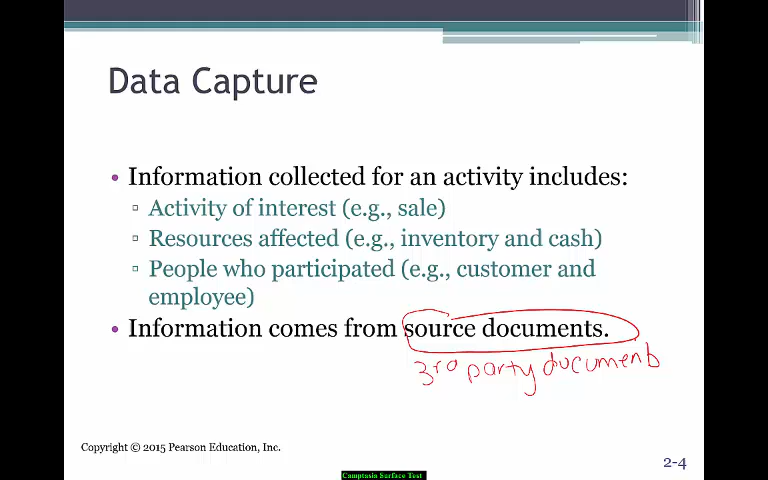 Data Capture
• Information collected for an activity includes:
▫ Activity of interest (e.g., sale)
▫ Resources affected (e.g., inventory and cash)
▫ People who participated (e.g., customer and
employee)
• Information comes from source documents.
3rd party documents
Copyright © 2015 Pearson Education, Inc.
2-4
Camptasia Surface Test